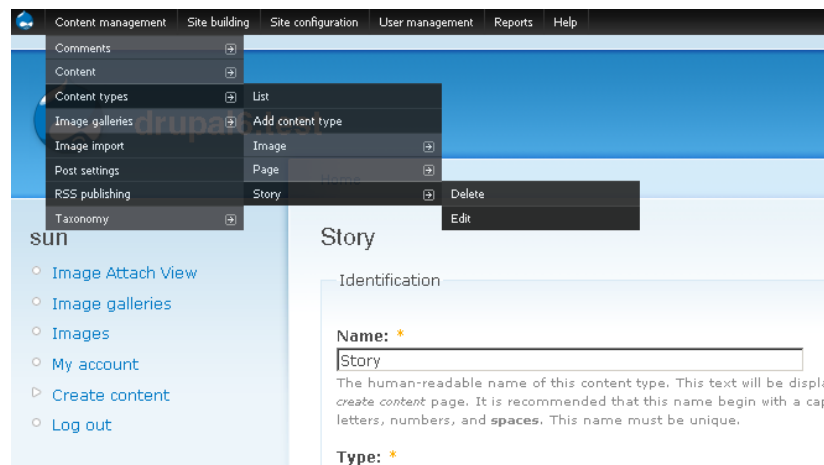 Content management Site building Site configuration User management Reports Help
Comments
Content
Content types List
Image galleries Add content type
Image import Image
Post settings Page
RSS publishing Story Delete
Taxonomy Edit
drupal6.test
Home
sun
Image Attach View
Image galleries
Images
My account
Create content
Log out
Story
Identification
Name: *
Story
The human-readable name of this content type. This text will be displa
create content page. It is recommended that this name begin with a cap
letters, numbers, and spaces. This name must be unique.
Type: *